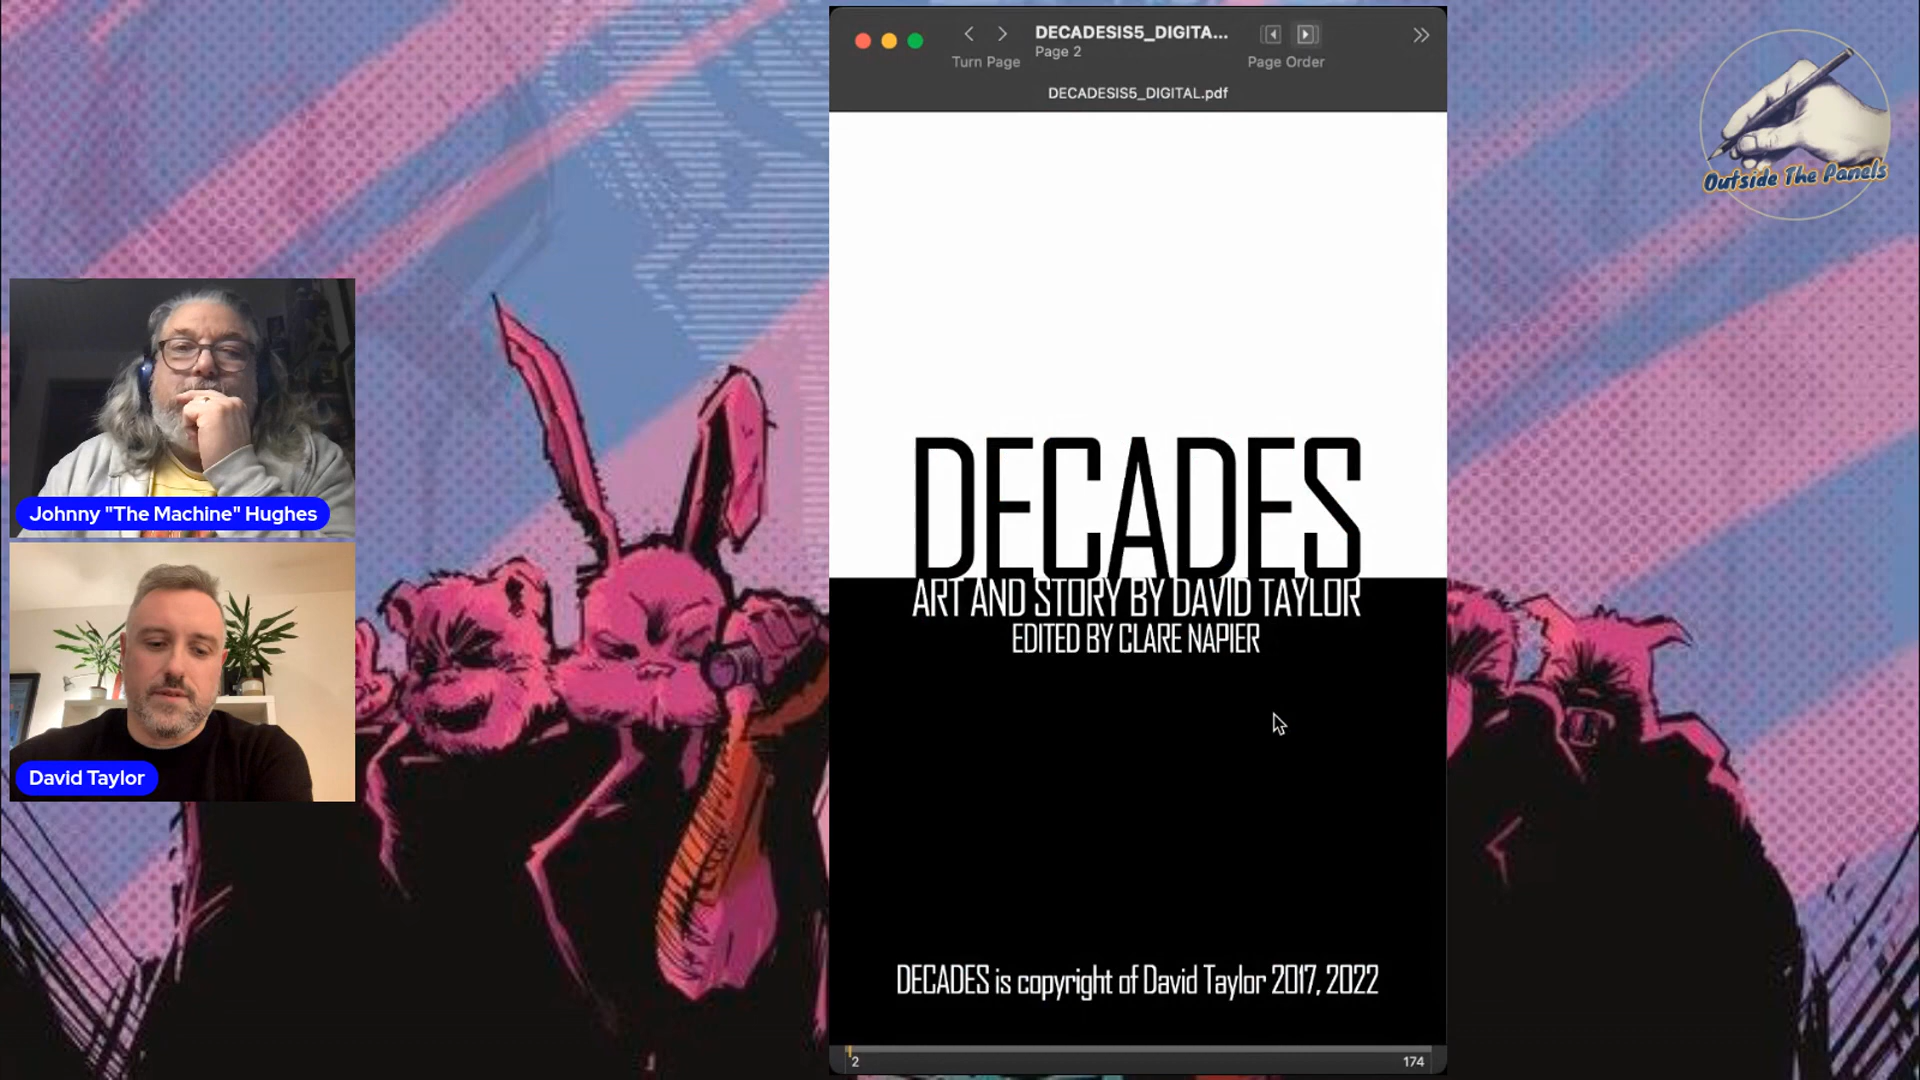 DECADESIS5_DIGITA...
Page 2
Turn Page
Page Order
DECADESIS5_DIGITAL.pdf
Outside The Panels
DECADES
ART AND STORY BY DAVID TAYLOR
EDITED BY CLARE NAPIER
Johnny "The Machine" Hughes
David Taylor
DECADES is copyright of David Taylor 2017, 2022
2
174